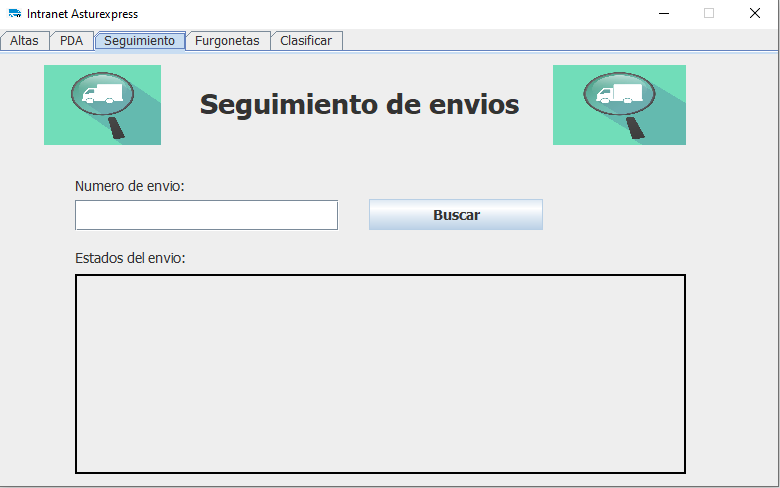 Intranet Asturexpress
Altas PDA Seguimiento Furgonetas Clasificar
Seguimiento de envios
Numero de envio:
Buscar
Estados del envio: